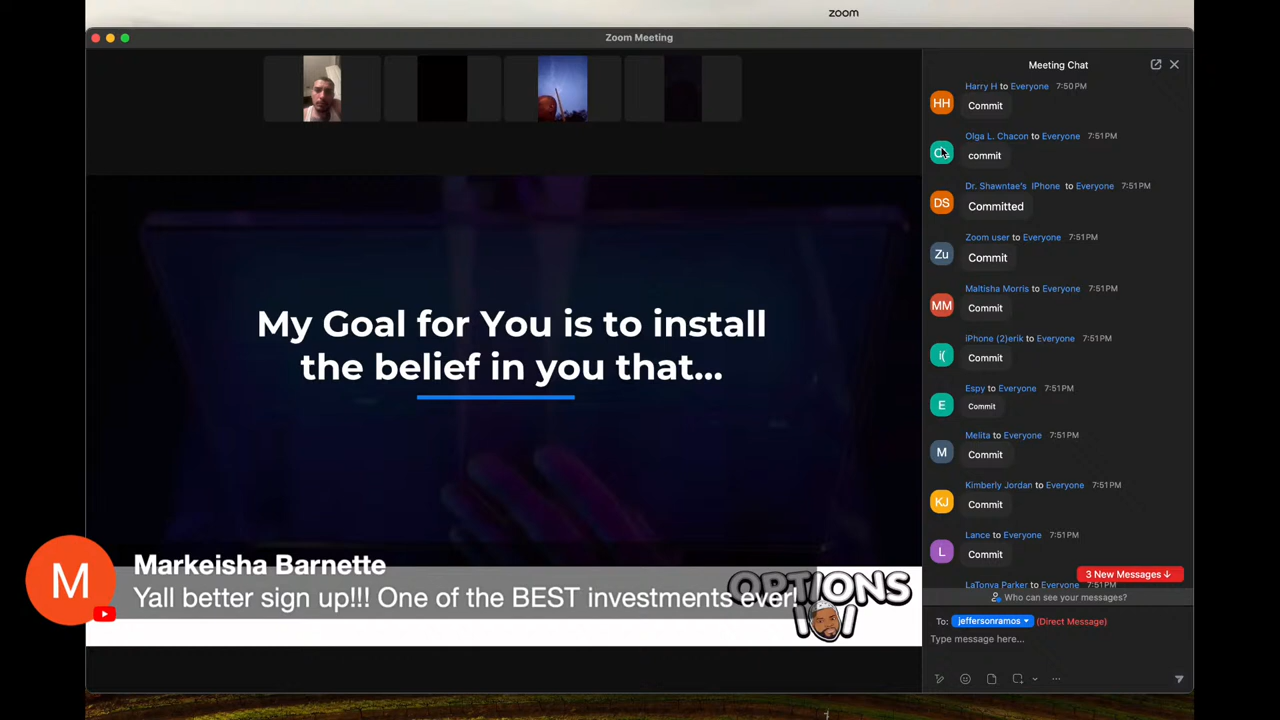 zoom
Zoom Meeting
Meeting Chat
Harry H to Everyone 7:50 PM
HH
Commit
Olga L. Chacon to Everyone 7:51 PM
commit
Dr. Shawntae's IPhone to Everyone 7:51 PM
DS
Committed
Zoom user to Everyone 7:51 PM
Zu
Commit
Maltisha Morris to Everyone 7:51 PM
MM
Commit
iPhone (2)erik to Everyone 7:51 PM
i(
Commit
Espy to Everyone 7:51 PM
E
Commit
Melita to Everyone 7:51 PM
M
Commit
Kimberly Jordan to Everyone 7:51 PM
KJ
Commit
Lance to Everyone 7:51 PM
L
Commit
3 New Messages ↓
LaTonya Parker to Everyone 7:51 PM
Who can see your messages?
To: jeffersonramos (Direct Message)
Type message here...
My Goal for You is to install
the belief in you that...
M
Markeisha Barnette
Yall better sign up!!! One of the BEST investments ever!
OPTIONS
101